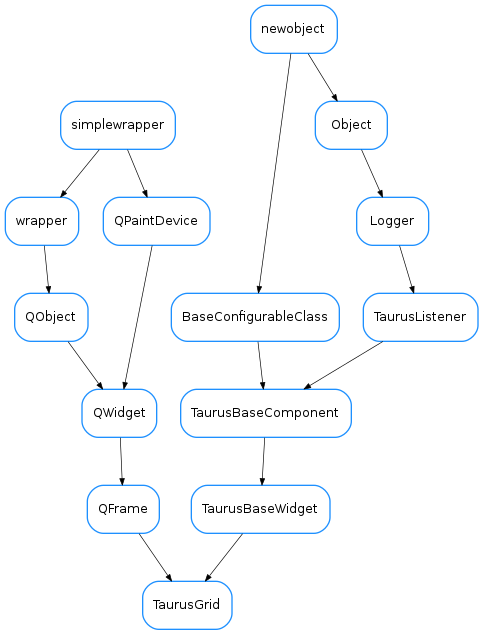 newobject
simplewrapper
Object
wrapper
QPaintDevice
Logger
QObject
BaseConfigurableClass
TaurusListener
QWidget
TaurusBaseComponent
QFrame
TaurusBaseWidget
TaurusGrid